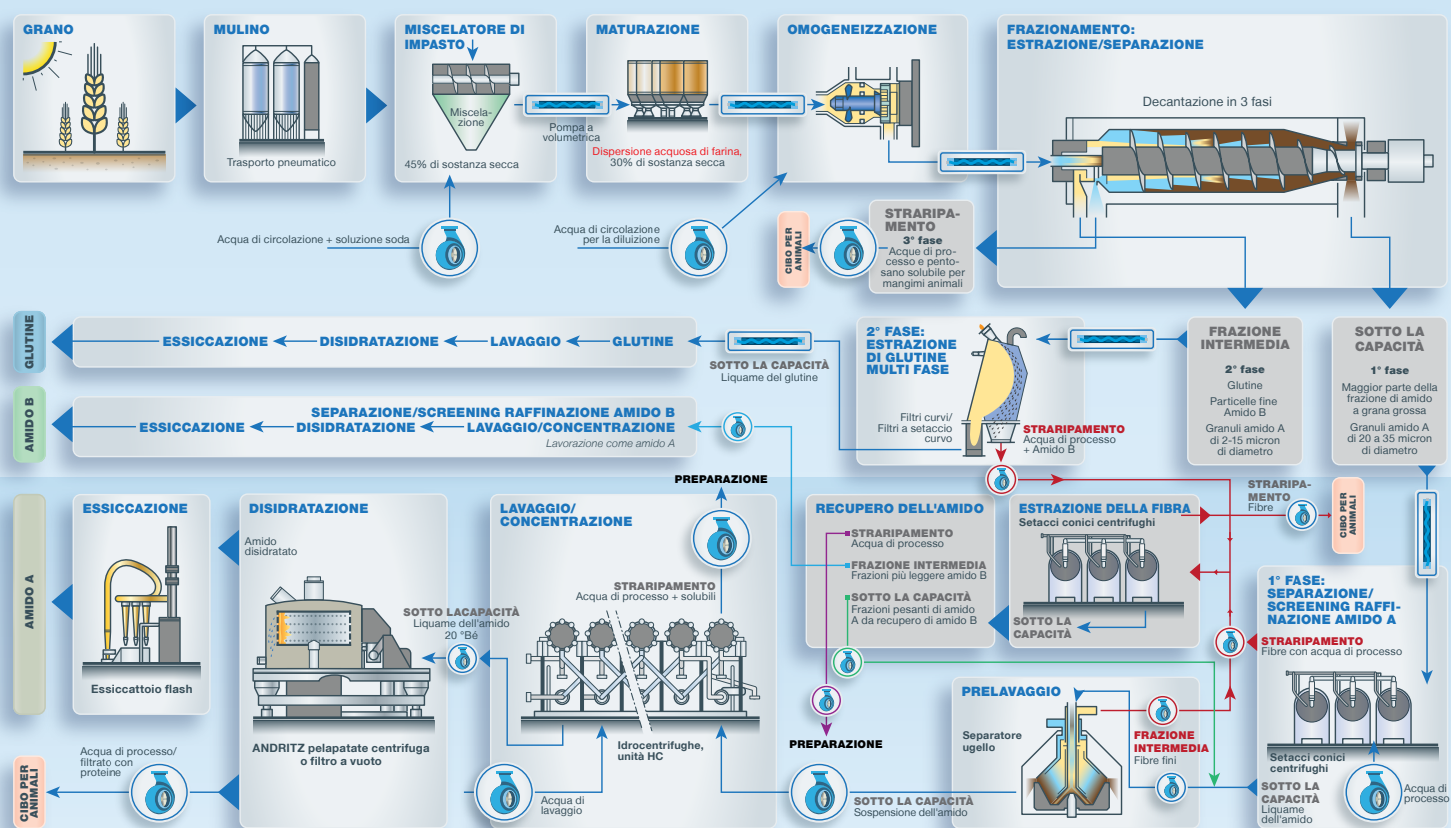 GRANO
MULINO
Trasporto pneumatico
MISCELATORE DI
IMPASTO
Miscela-
zione
45% di sostanza secca
Pompa a
volumetrica
MATURAZIONE
Dispersione acquosa di farina,
30% di sostanza secca
OMOGENEIZZAZIONE
FRAZIONAMENTO:
ESTRAZIONE/SEPARAZIONE
Decantazione in 3 fasi
Acqua di circolazione + soluzione soda
Acqua di circolazione
per la diluizione
CIBO PER
ANIMALI
STRARIPA-
MENTO
3° fase
Acque di pro-
cesso e pento-
sano solubile per
mangimi animali
GLUTINE
ESSICCAZIONE
DISIDRATAZIONE
LAVAGGIO
GLUTINE
SOTTO LA CAPACITÀ
Liquame del glutine
2° FASE:
ESTRAZIONE
DI GLUTINE
MULTI FASE
Filtri curvi/
Filtri a setaccio
curvo
STRARIPAMENTO
Acqua di processo
+ Amido B
FRAZIONE
INTERMEDIA
2° fase
Glutine
Particelle fine
Amido B
Granuli amido A
di 2-15 micron
di diametro
SOTTO LA
CAPACITÀ
1° fase
Maggior parte della
frazione di amido
a grana grossa
Granuli amido A
di 20 a 35 micron
di diametro
AMIDO B
SEPARAZIONE/SCREENING RAFFINAZIONE AMIDO B
ESSICCAZIONE
DISIDRATAZIONE
LAVAGGIO/CONCENTRAZIONE
Lavorazione come amido A
AMIDO A
ESSICCAZIONE
Essiccattoio flash
DISIDRATAZIONE
Amido
disidratato
ANDRITZ pelapatate centrifuga
o filtro a vuoto
SOTTO LACAPACITÀ
Liquame dell'amido
20 °Bé
LAVAGGIO/
CONCENTRAZIONE
PREPARAZIONE
STRARIPAMENTO
Acqua di processo + solubili
Idrocentrifughe,
unità HC
Acqua di
lavaggio
RECUPERO DELL'AMIDO
STRARIPAMENTO
Acqua di processo
FRAZIONE INTERMEDIA
Frazioni più leggere amido B
SOTTO LA CAPACITÀ
Frazioni pesanti di amido
A da recupero di amido B
PREPARAZIONE
ESTRAZIONE DELLA FIBRA
Setacci conici centrifughi
SOTTO LA
CAPACITÀ
STRARIPA-
MENTO
Fibre
CIBO PER
ANIMALI
1° FASE:
SEPARAZIONE/
SCREENING RAFFI-
NAZIONE AMIDO A
STRARIPAMENTO
Fibre con acqua di processo
Setacci conici
centrifughi
SOTTO LA
CAPACITÀ
Liquame
dell'amido
Acqua di
processo
PRELAVAGGIO
Separatore
ugello
FRAZIONE
INTERMEDIA
Fibre fini
SOTTO LA CAPACITÀ
Sospensione dell'amido
Acqua di processo/
filtrato con
proteine
CIBO PER
ANIMALI